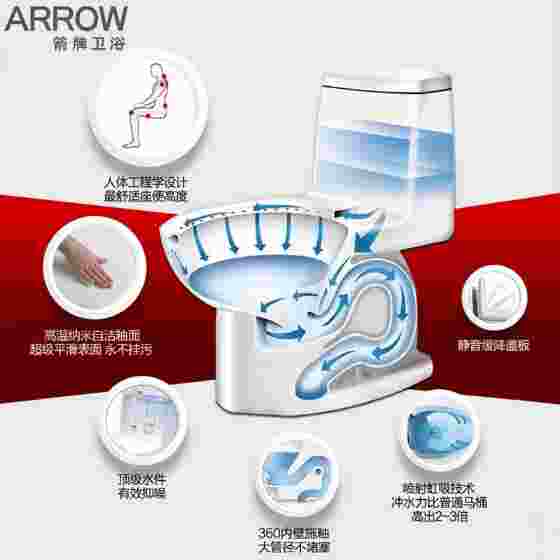 ARROW
箭牌卫浴
人体工程学设计
最舒适座便高度
高温纳米自洁釉面
超级平滑表面 永不挂污
静音缓降盖板
顶级水件
有效抑噪
360内壁施釉
大管径不堵塞
喷射虹吸技术
冲水力比普通马桶
高出2~3倍